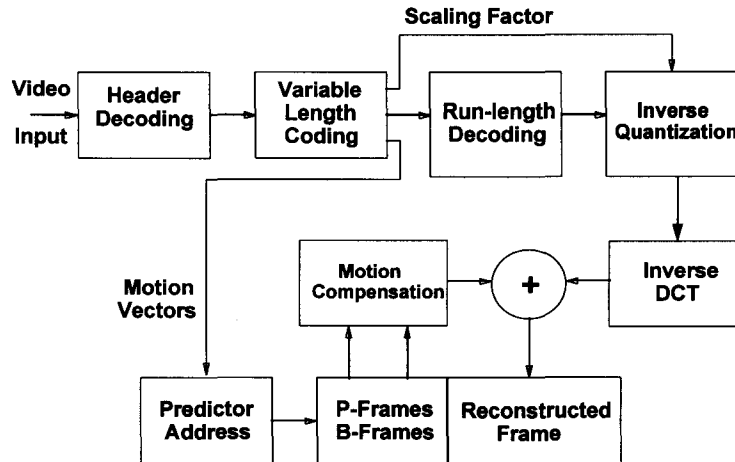 Scaling Factor
Video
Input
Header
Decoding
Variable
Length
Coding
Run-length
Decoding
Inverse
Quantization
Motion
Vectors
Motion
Compensation
+
Inverse
DCT
Predictor
Address
P-Frames
B-Frames
Reconstructed
Frame